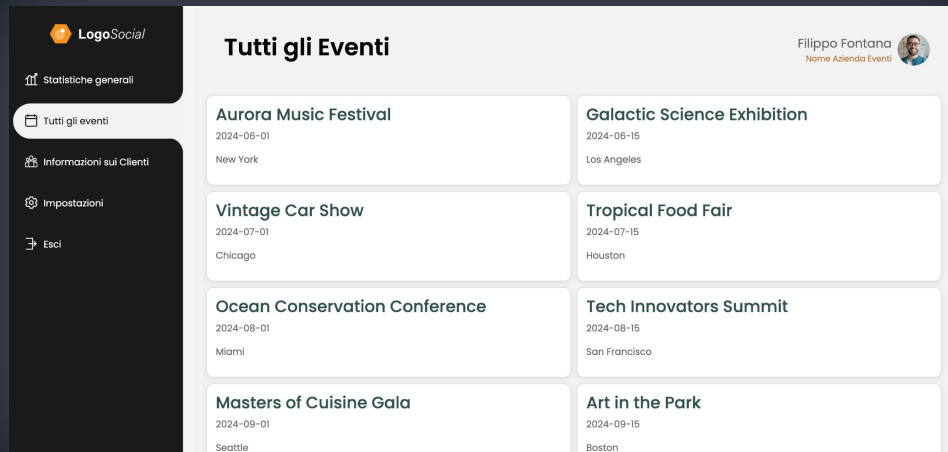 LogoSocial
Statistiche generali
Tutti gli eventi
Informazioni sui Clienti
Impostazioni
Esci
Tutti gli Eventi
Filippo Fontana
Nome Azienda Eventi
Aurora Music Festival
2024-06-01
New York
Galactic Science Exhibition
2024-06-15
Los Angeles
Vintage Car Show
2024-07-01
Chicago
Tropical Food Fair
2024-07-15
Houston
Ocean Conservation Conference
2024-08-01
Miami
Tech Innovators Summit
2024-08-15
San Francisco
Masters of Cuisine Gala
2024-09-01
Seattle
Art in the Park
2024-09-15
Boston